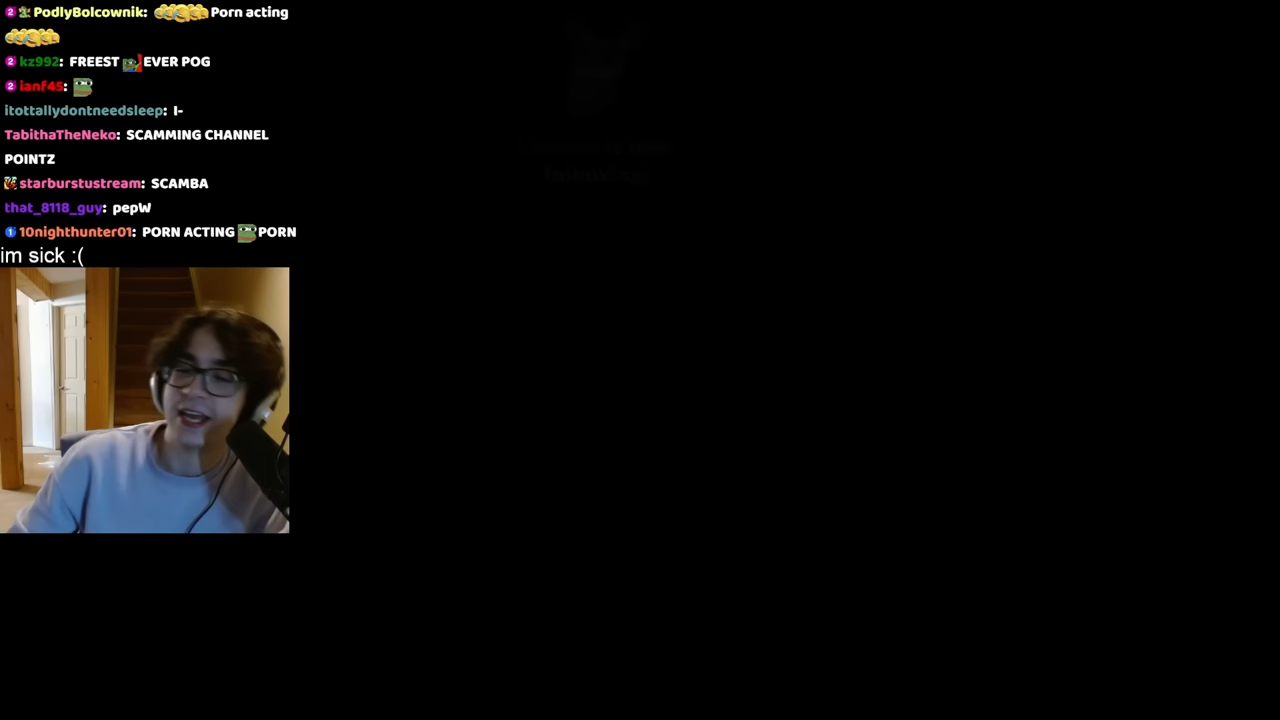 PodlyBolcownik: Porn acting
kz992: FREEST EVER POG
ianf45:
itottallydontneedsleep: I-
TabithaTheNeko: SCAMMING CHANNEL
POINTZ
starburstustream: SCAMBA
that_8118_guy: pepW
10nighthunter01: PORN ACTING PORN
im sick :(